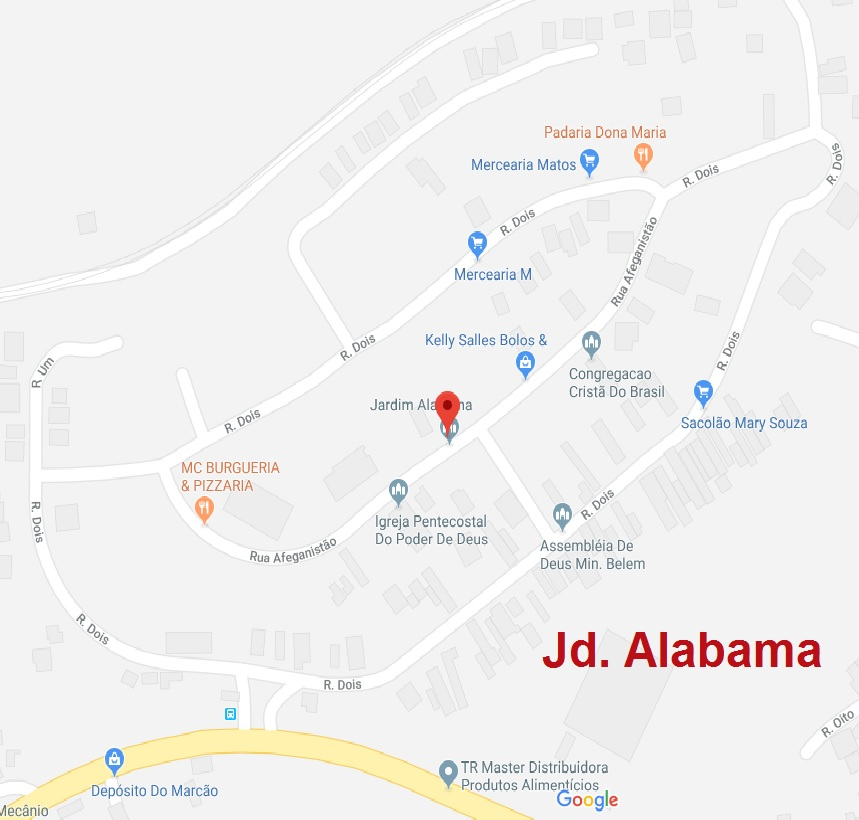 Padaria Dona Maria
Mercearia Matos
R. Dois
R. Dois
R. Dois
Mercearia M
Rua Afeganistão
Kelly Salles Bolos &
R. Dois
R. Dois
R. Um
Congregacao
Cristã Do Brasil
Jardim Ala
R. Dois
Sacolão Mary Souza
MC BURGUERIA
& PIZZARIA
R. Dois
R. Dois
Igreja Pentecostal
Do Poder De Deus
Rua Afeganistão
Assembléia De
Deus Min. Belem
R. Dois
Jd. Alabama
R. Dois
R. Oito
TR Master Distribuidora
Produtos Alimentícios
Depósito Do Marcão
Google
Mecânio